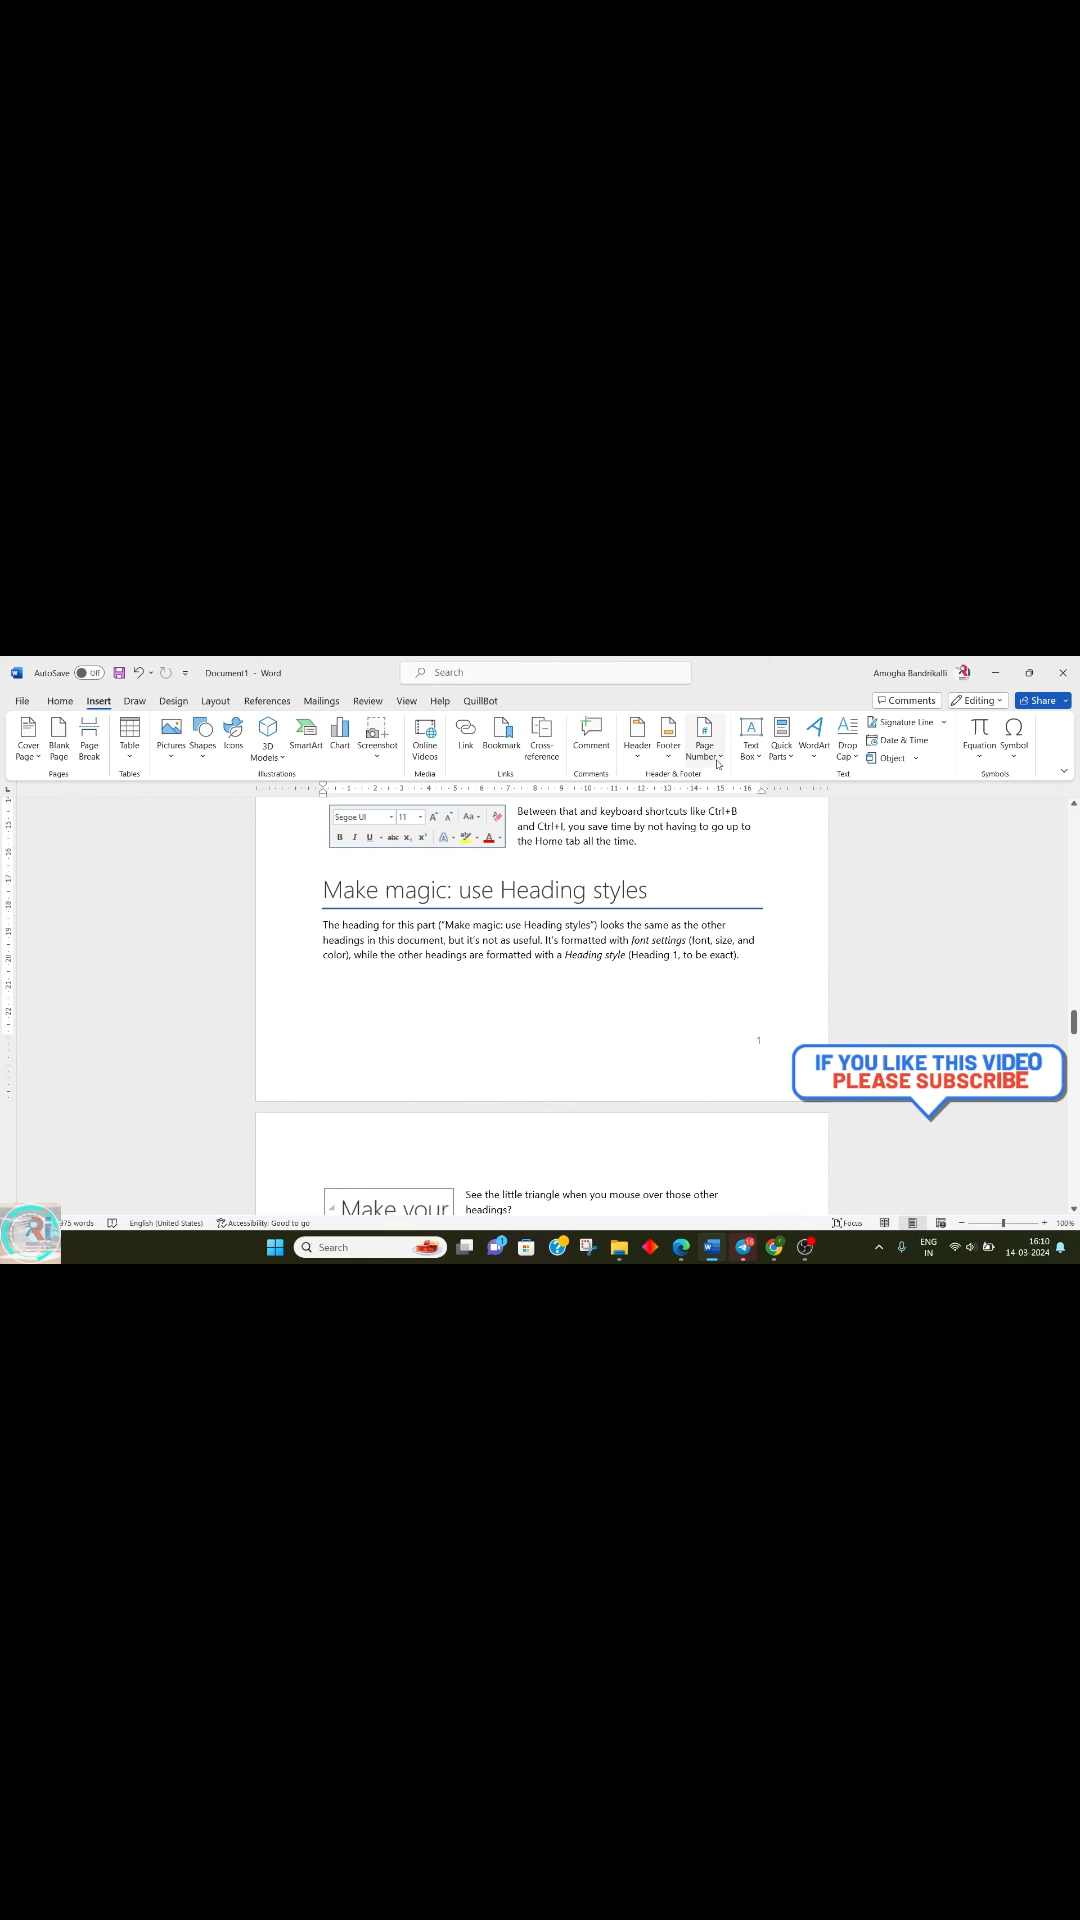 AutoSave Off Document1 - Word Search Amogha Bandrikalli
File Home Insert Draw Design Layout References Mailings Review View Help QuillBot Comments Editing Share
Cover Page
Blank Page
Page Break
Pages
Table
Tables
Pictures
Shapes
Icons
3D Models
SmartArt
Chart
Screenshot
Illustrations
Online Videos
Media
Link
Bookmark
Cross-reference
Links
Comment
Comments
Header
Footer
Page Number
Header & Footer
Text Box
Quick Parts
WordArt
Drop Cap
Signature Line
Date & Time
Object
Text
Equation
Symbol
Symbols
Segoe UI 11 Aa
B I U abc x₂ x² A aby A
Between that and keyboard shortcuts like Ctrl+B
and Ctrl+I, you save time by not having to go up to
the Home tab all the time.
Make magic: use Heading styles
The heading for this part (“Make magic: use Heading styles”) looks the same as the other
headings in this document, but it’s not as useful. It’s formatted with font settings (font, size, and
color), while the other headings are formatted with a Heading style (Heading 1, to be exact).
1
IF YOU LIKE THIS VIDEO
PLEASE SUBSCRIBE
Make your
See the little triangle when you mouse over those other
headings?
words English (United States) Accessibility: Good to go Focus 100%
Ri
Search
ENG
IN
16:10
14-03-2024